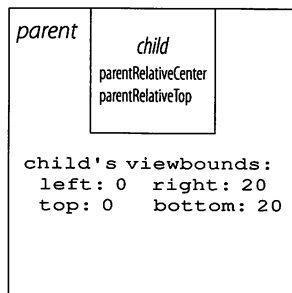 parent
child
parentRelativeCenter
parentRelativeTop
child's viewbounds:
left: 0 right: 20
top: 0 bottom: 20